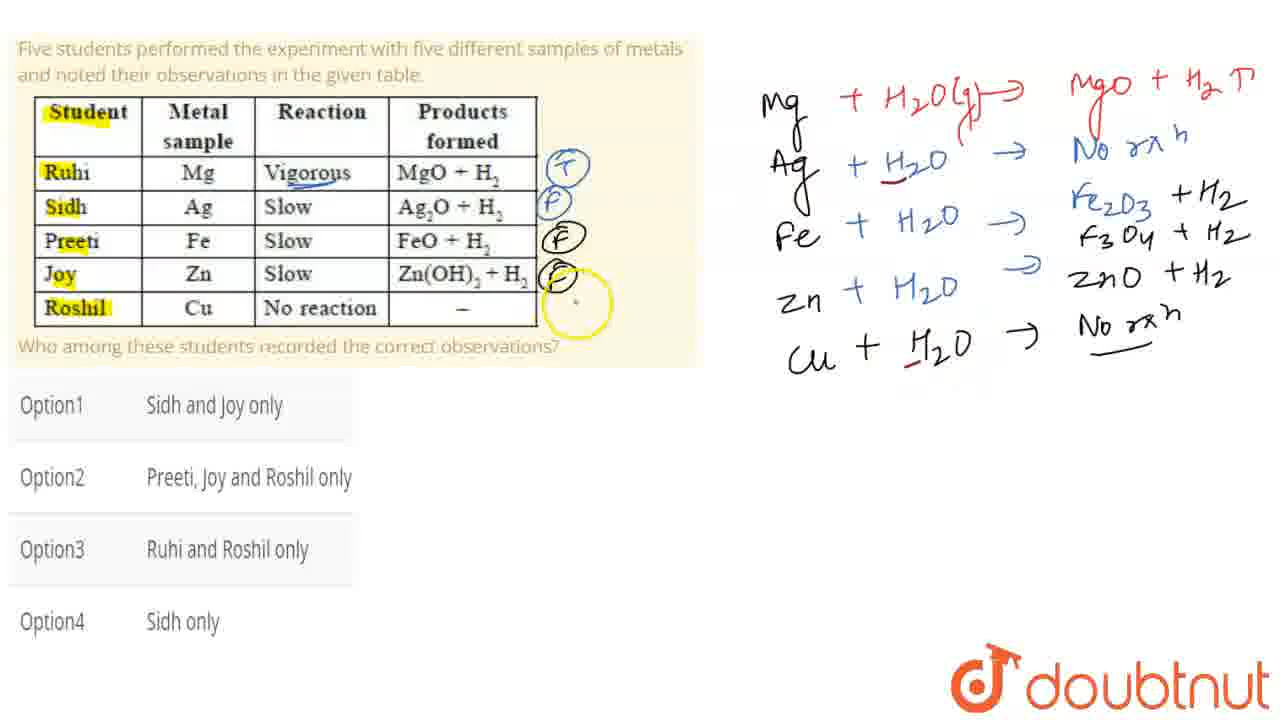 Five students performed the experiment with five different samples of metals
and noted their observations in the given table.
Student Metal sample Reaction Products formed
Ruhi Mg Vigorous MgO + H₂ T
Sidh Ag Slow Ag₂O + H₂ F
Preeti Fe Slow FeO + H₂ F
Joy Zn Slow Zn(OH)₂ + H₂ F
Roshil Cu No reaction –
Who among these students recorded the correct observations?
Option1 Sidh and Joy only
Option2 Preeti, Joy and Roshil only
Option3 Ruhi and Roshil only
Option4 Sidh only
Mg + H₂O(g) → MgO + H₂ ↑
Ag + H₂O → No rxn
Fe + H₂O → Fe₂O₃ + H₂
F₃O₄ + H₂
Zn + H₂O → ZnO + H₂
Cu + H₂O → No rxn
doubtnut